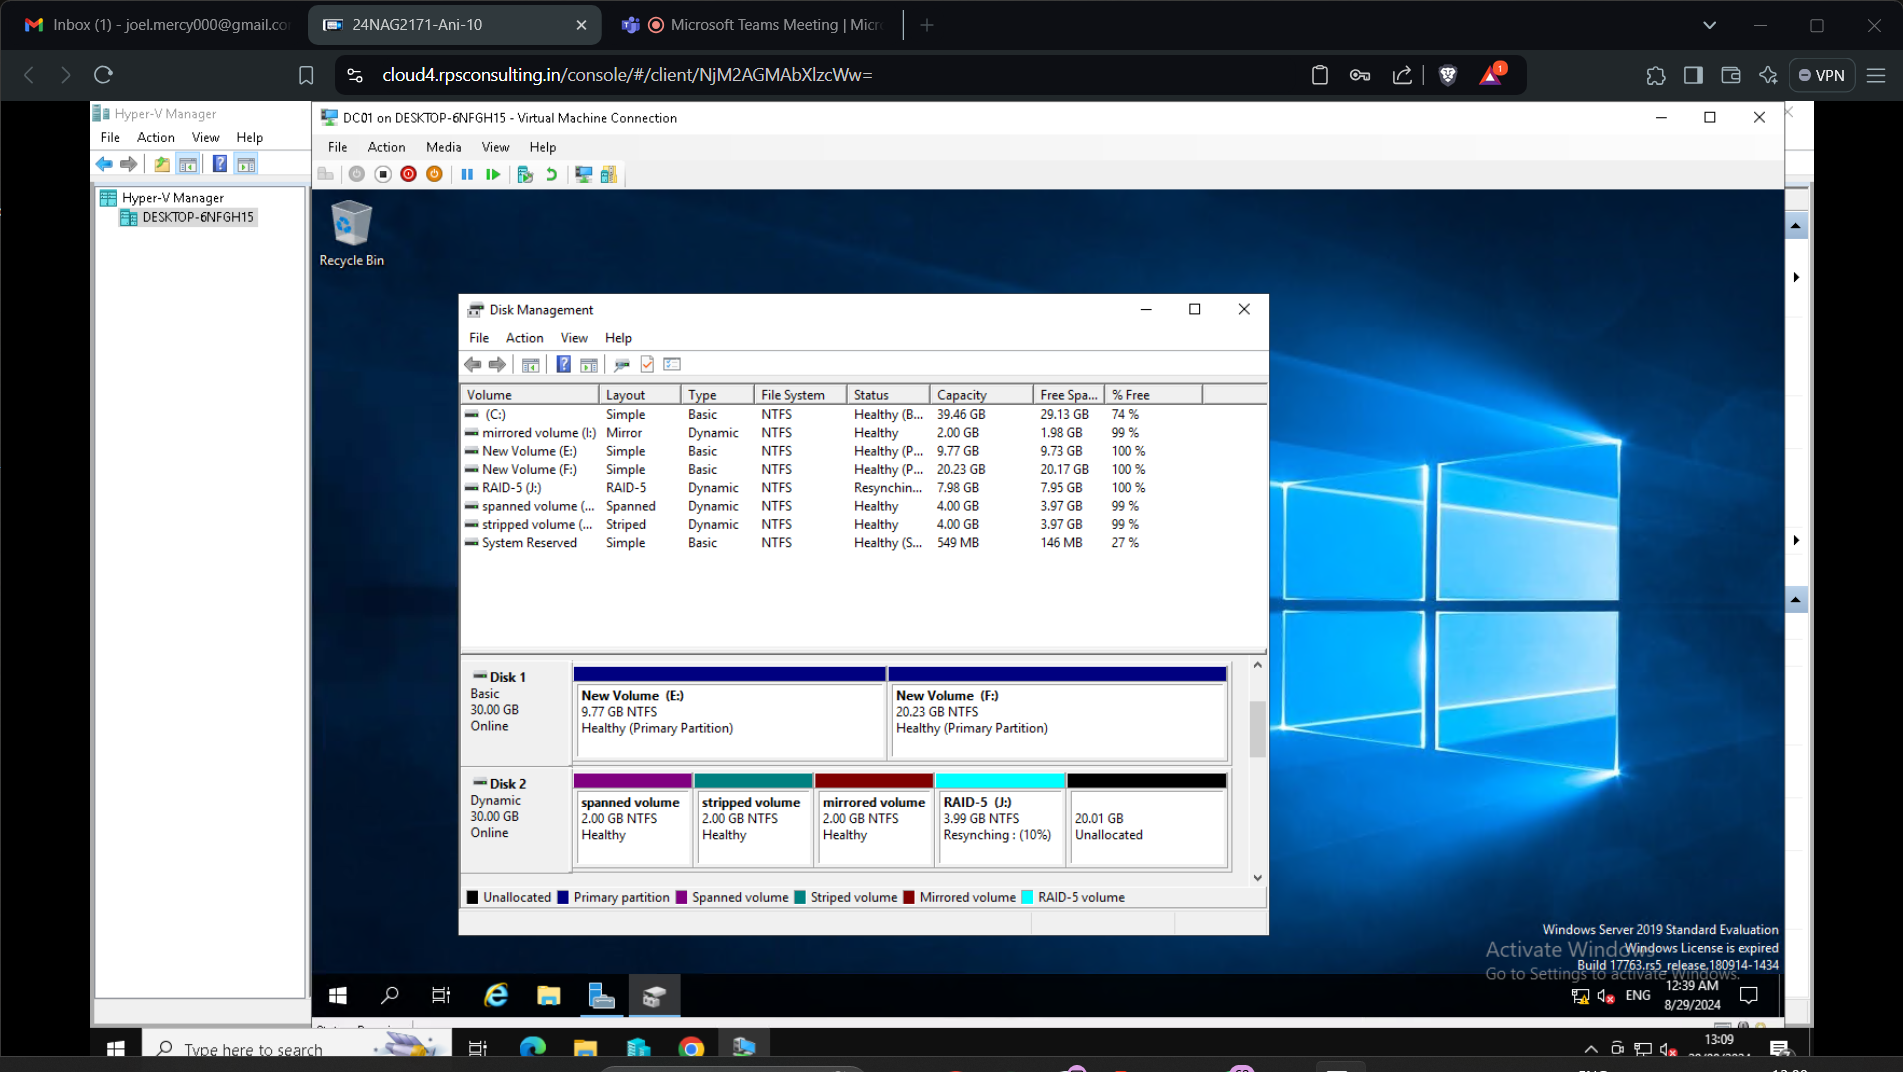 Inbox (1) - joel.mercy000@gmail.co
24NAG2171-Ani-10
Microsoft Teams Meeting | Micr
cloud4.rpsconsulting.in/console/#/client/NjM2AGMAbXlzcWw=
1
VPN
Hyper-V Manager
File Action View Help
Hyper-V Manager
DESKTOP-6NFGH15
DC01 on DESKTOP-6NFGH15 - Virtual Machine Connection
File Action Media View Help
Recycle Bin
Disk Management
File Action View Help
Volume Layout Type File System Status Capacity Free Spa... % Free
(C:) Simple Basic NTFS Healthy (B... 39.46 GB 29.13 GB 74 %
mirrored volume (I:) Mirror Dynamic NTFS Healthy 2.00 GB 1.98 GB 99 %
New Volume (E:) Simple Basic NTFS Healthy (P... 9.77 GB 9.73 GB 100 %
New Volume (F:) Simple Basic NTFS Healthy (P... 20.23 GB 20.17 GB 100 %
RAID-5 (J:) RAID-5 Dynamic NTFS Resynchin... 7.98 GB 7.95 GB 100 %
spanned volume (... Spanned Dynamic NTFS Healthy 4.00 GB 3.97 GB 99 %
stripped volume (... Striped Dynamic NTFS Healthy 4.00 GB 3.97 GB 99 %
System Reserved Simple Basic NTFS Healthy (S... 549 MB 146 MB 27 %
Disk 1
Basic
30.00 GB
Online
New Volume (E:)
9.77 GB NTFS
Healthy (Primary Partition)
New Volume (F:)
20.23 GB NTFS
Healthy (Primary Partition)
Disk 2
Dynamic
30.00 GB
Online
spanned volume
2.00 GB NTFS
Healthy
stripped volume
2.00 GB NTFS
Healthy
mirrored volume
2.00 GB NTFS
Healthy
RAID-5 (J:)
3.99 GB NTFS
Resynching : (10%)
20.01 GB
Unallocated
Unallocated Primary partition Spanned volume Striped volume Mirrored volume RAID-5 volume
Windows Server 2019 Standard Evaluation
Windows License is expired
Build 17763.rs5_release.180914-1434
Activate Windows
Go to Settings to activate Windows.
ENG
12:39 AM
8/29/2024
Type here to search
13:09